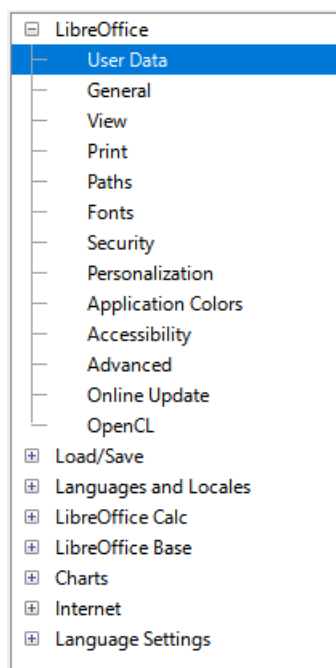 LibreOffice
User Data
General
View
Print
Paths
Fonts
Security
Personalization
Application Colors
Accessibility
Advanced
Online Update
OpenCL
Load/Save
Languages and Locales
LibreOffice Calc
LibreOffice Base
Charts
Internet
Language Settings